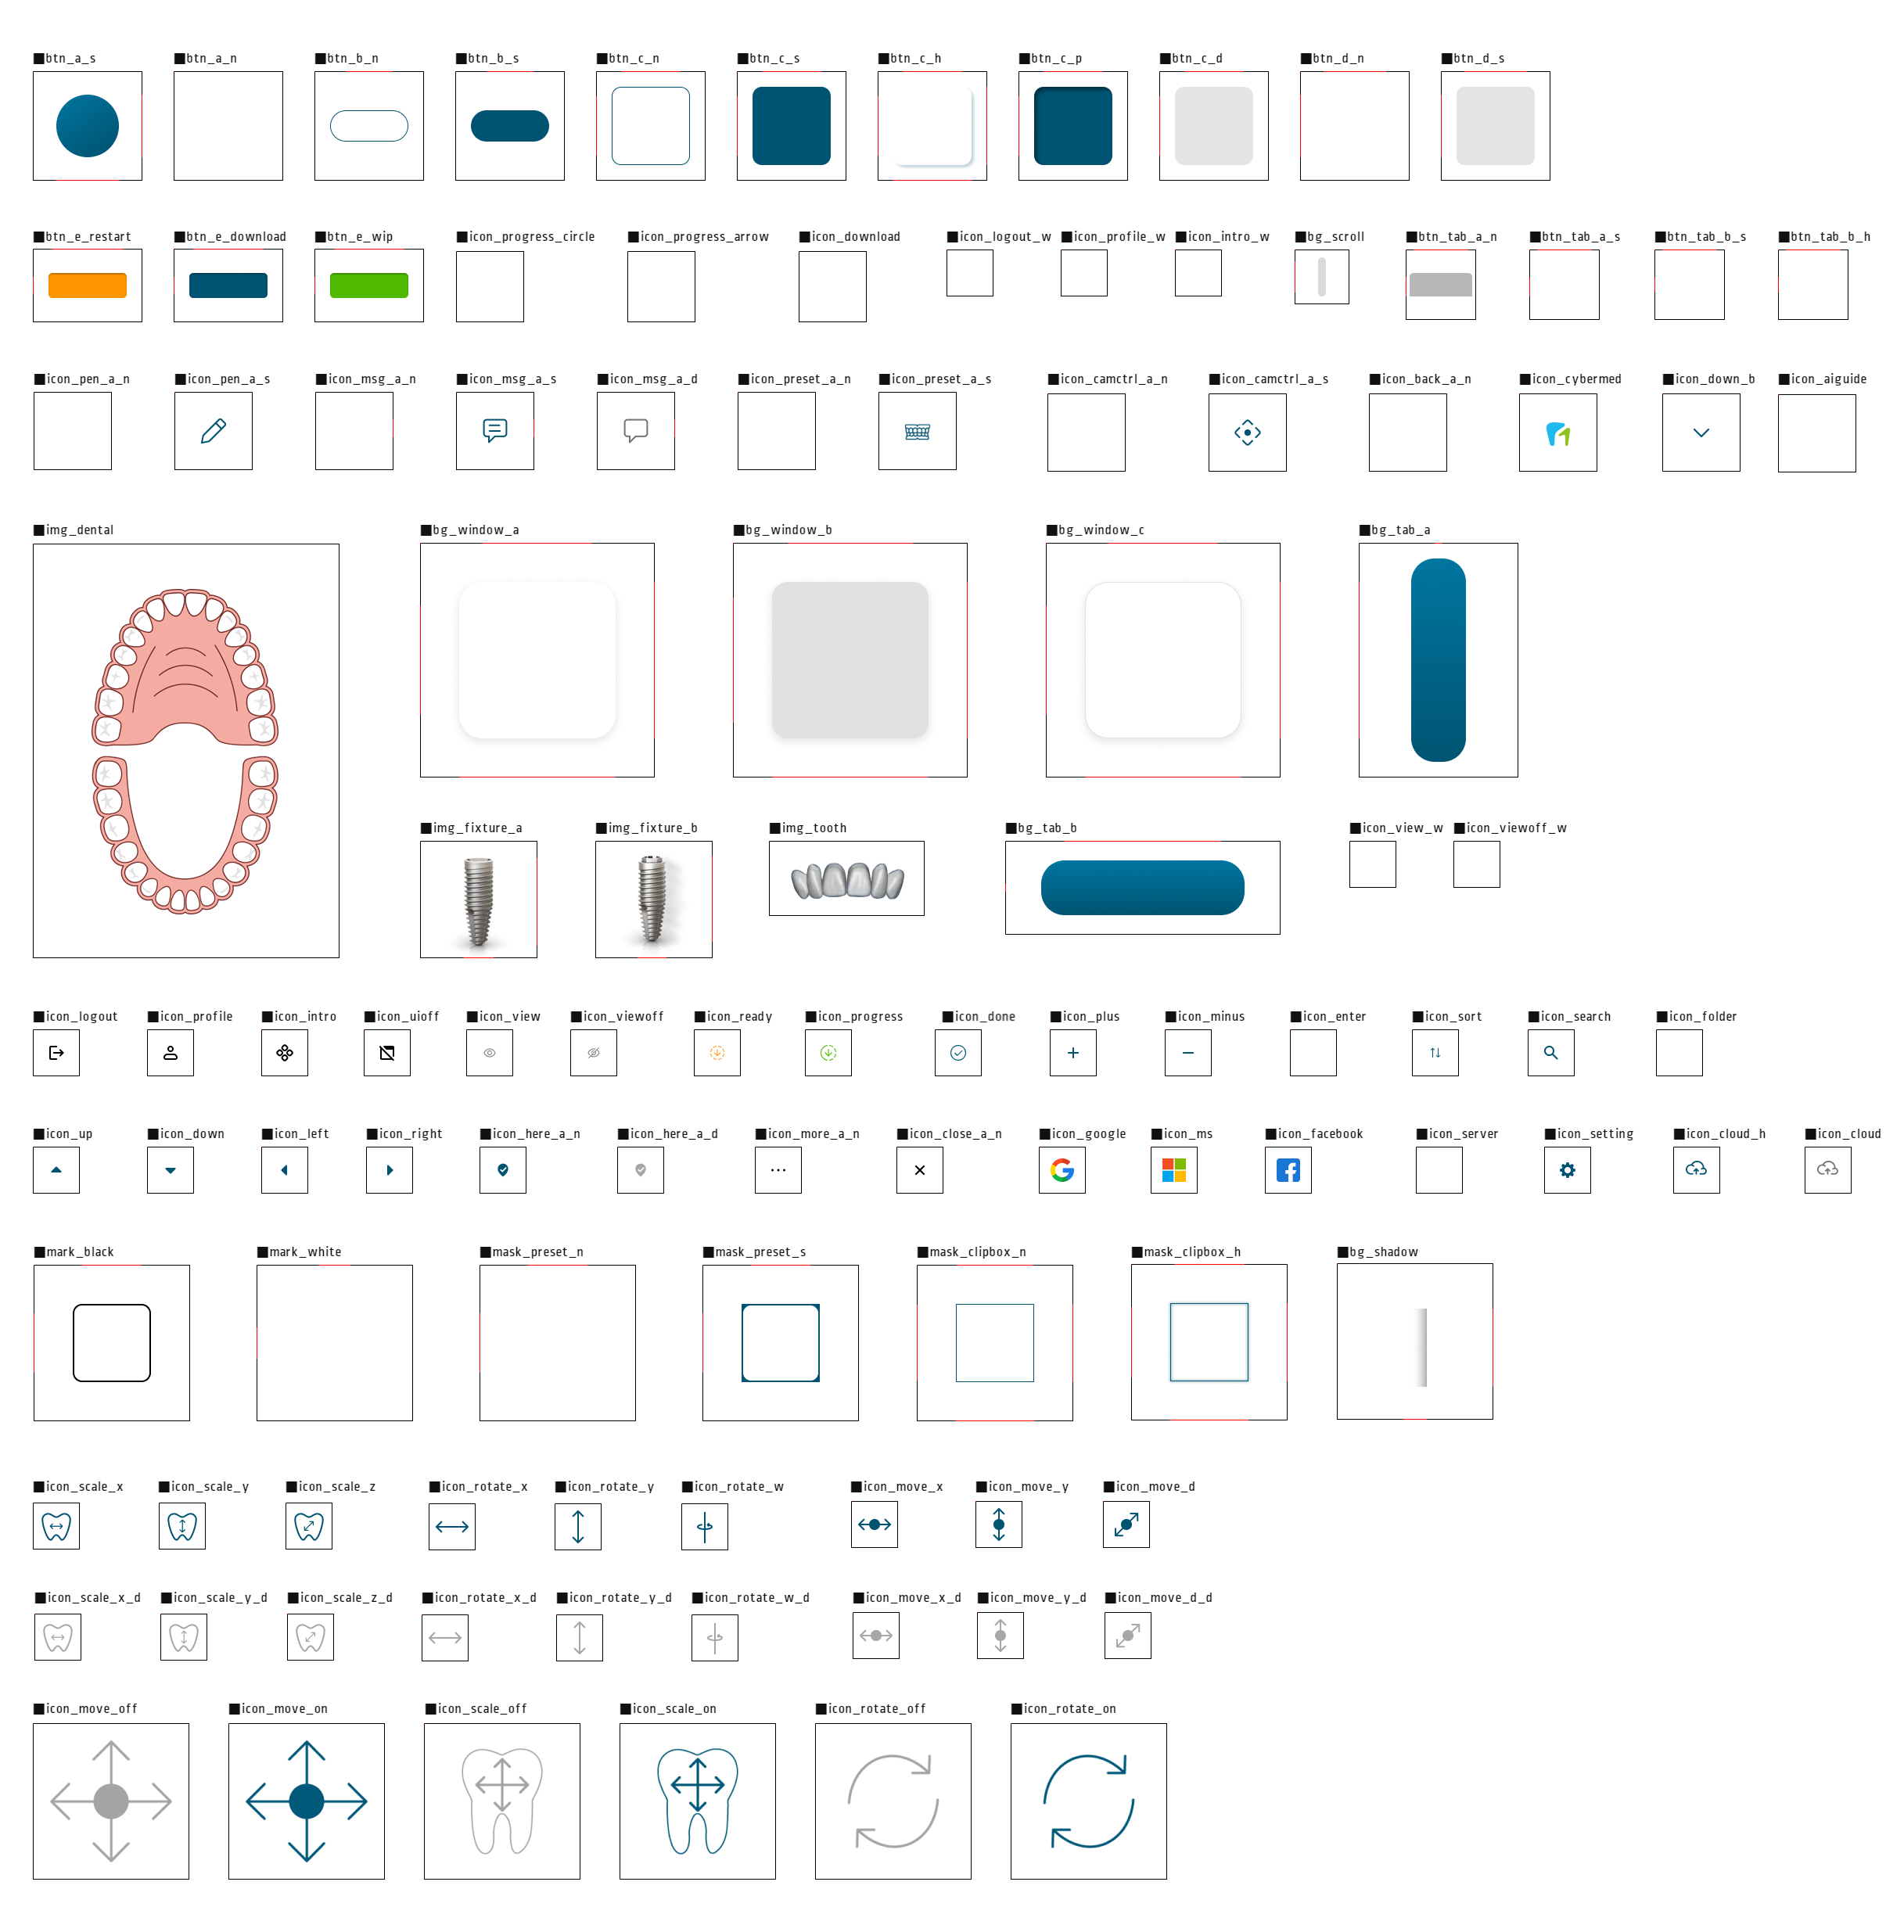 ■btn_a_s ■btn_a_n ■btn_b_n ■btn_b_s ■btn_c_n ■btn_c_s ■btn_c_h ■btn_c_p ■btn_c_d ■btn_d_n ■btn_d_s
■btn_e_restart ■btn_e_download ■btn_e_wip ■icon_progress_circle ■icon_progress_arrow ■icon_download ■icon_logout_w ■icon_profile_w ■icon_intro_w ■bg_scroll ■btn_tab_a_n ■btn_tab_a_s ■btn_tab_b_s ■btn_tab_b_h
■icon_pen_a_n ■icon_pen_a_s ■icon_msg_a_n ■icon_msg_a_s ■icon_msg_a_d ■icon_preset_a_n ■icon_preset_a_s ■icon_camctrl_a_n ■icon_camctrl_a_s ■icon_back_a_n ■icon_cybermed ■icon_down_b ■icon_aiguide
■img_dental ■bg_window_a ■bg_window_b ■bg_window_c ■bg_tab_a
■img_fixture_a ■img_fixture_b ■img_tooth ■bg_tab_b ■icon_view_w ■icon_viewoff_w
■icon_logout ■icon_profile ■icon_intro ■icon_uioff ■icon_view ■icon_viewoff ■icon_ready ■icon_progress ■icon_done ■icon_plus ■icon_minus ■icon_enter ■icon_sort ■icon_search ■icon_folder
■icon_up ■icon_down ■icon_left ■icon_right ■icon_here_a_n ■icon_here_a_d ■icon_more_a_n ■icon_close_a_n ■icon_google ■icon_ms ■icon_facebook ■icon_server ■icon_setting ■icon_cloud_h ■icon_cloud
■mark_black ■mark_white ■mask_preset_n ■mask_preset_s ■mask_clipbox_n ■mask_clipbox_h ■bg_shadow
■icon_scale_x ■icon_scale_y ■icon_scale_z ■icon_rotate_x ■icon_rotate_y ■icon_rotate_w ■icon_move_x ■icon_move_y ■icon_move_d
■icon_scale_x_d ■icon_scale_y_d ■icon_scale_z_d ■icon_rotate_x_d ■icon_rotate_y_d ■icon_rotate_w_d ■icon_move_x_d ■icon_move_y_d ■icon_move_d_d
■icon_move_off ■icon_move_on ■icon_scale_off ■icon_scale_on ■icon_rotate_off ■icon_rotate_on